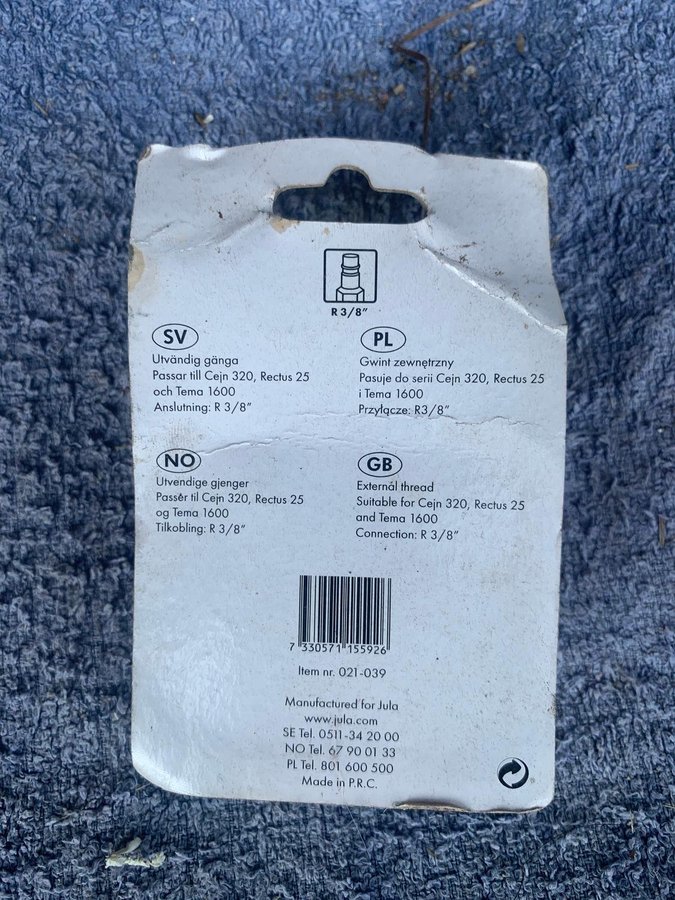 R 3/8"
SV
Utvändig gänga
Passar till Cejn 320, Rectus 25
och Tema 1600
Anslutning: R 3/8"
PL
Gwint zewnętrzny
Pasuje do serii Cejn 320, Rectus 25
i Tema 1600
Przyłącze: R3/8"
NO
Utvendige gjenger
Passér til Cejn 320, Rectus 25
og Tema 1600
Tilkobling: R 3/8"
GB
External thread
Suitable for Cejn 320, Rectus 25
and Tema 1600
Connection: R 3/8"
7 330571 155926
Item nr. 021-039
Manufactured for Jula
www.jula.com
SE Tel. 0511-34 20 00
NO Tel. 67 90 01 33
PL Tel. 801 600 500
Made in P.R.C.